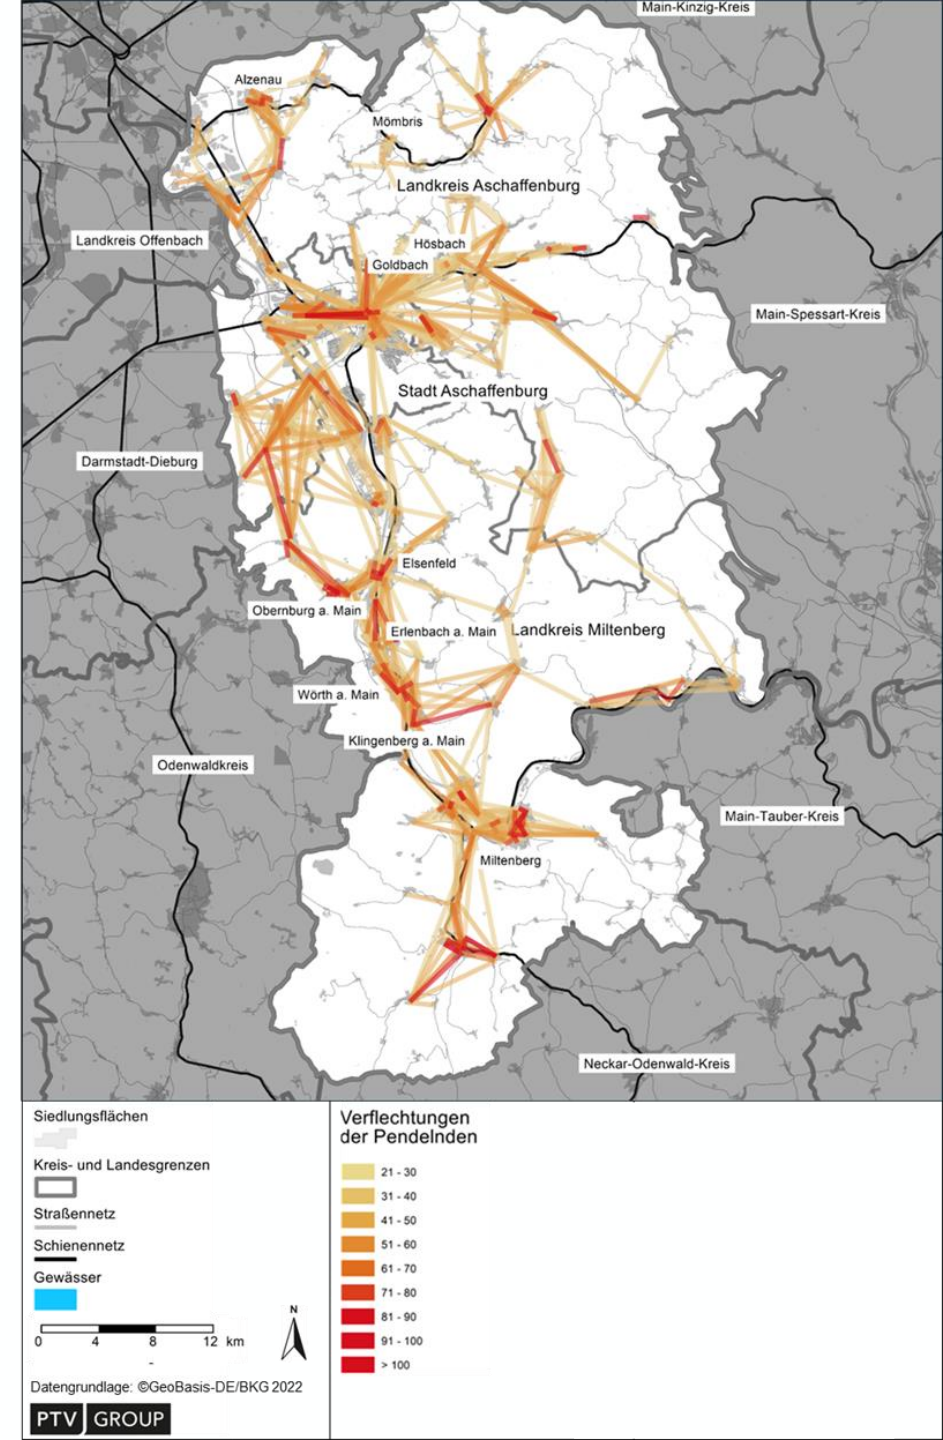 Main-Kinzig-Kreis
Alzenau
Mömbris
Landkreis Aschaffenburg
Landkreis Offenbach
Hösbach
Goldbach
Main-Spessart-Kreis
Stadt Aschaffenburg
Darmstadt-Dieburg
Elsenfeld
Obernburg a. Main
Erlenbach a. Main
Landkreis Miltenberg
Wörth a. Main
Klingenberg a. Main
Odenwaldkreis
Main-Tauber-Kreis
Miltenberg
Neckar-Odenwald-Kreis
Siedlungsflächen
Kreis- und Landesgrenzen
Straßennetz
Schienennetz
Gewässer
N
0 4 8 12 km
-
Datengrundlage: ©GeoBasis-DE/BKG 2022
PTV GROUP
Verflechtungen
der Pendelnden
21 - 30
31 - 40
41 - 50
51 - 60
61 - 70
71 - 80
81 - 90
91 - 100
> 100